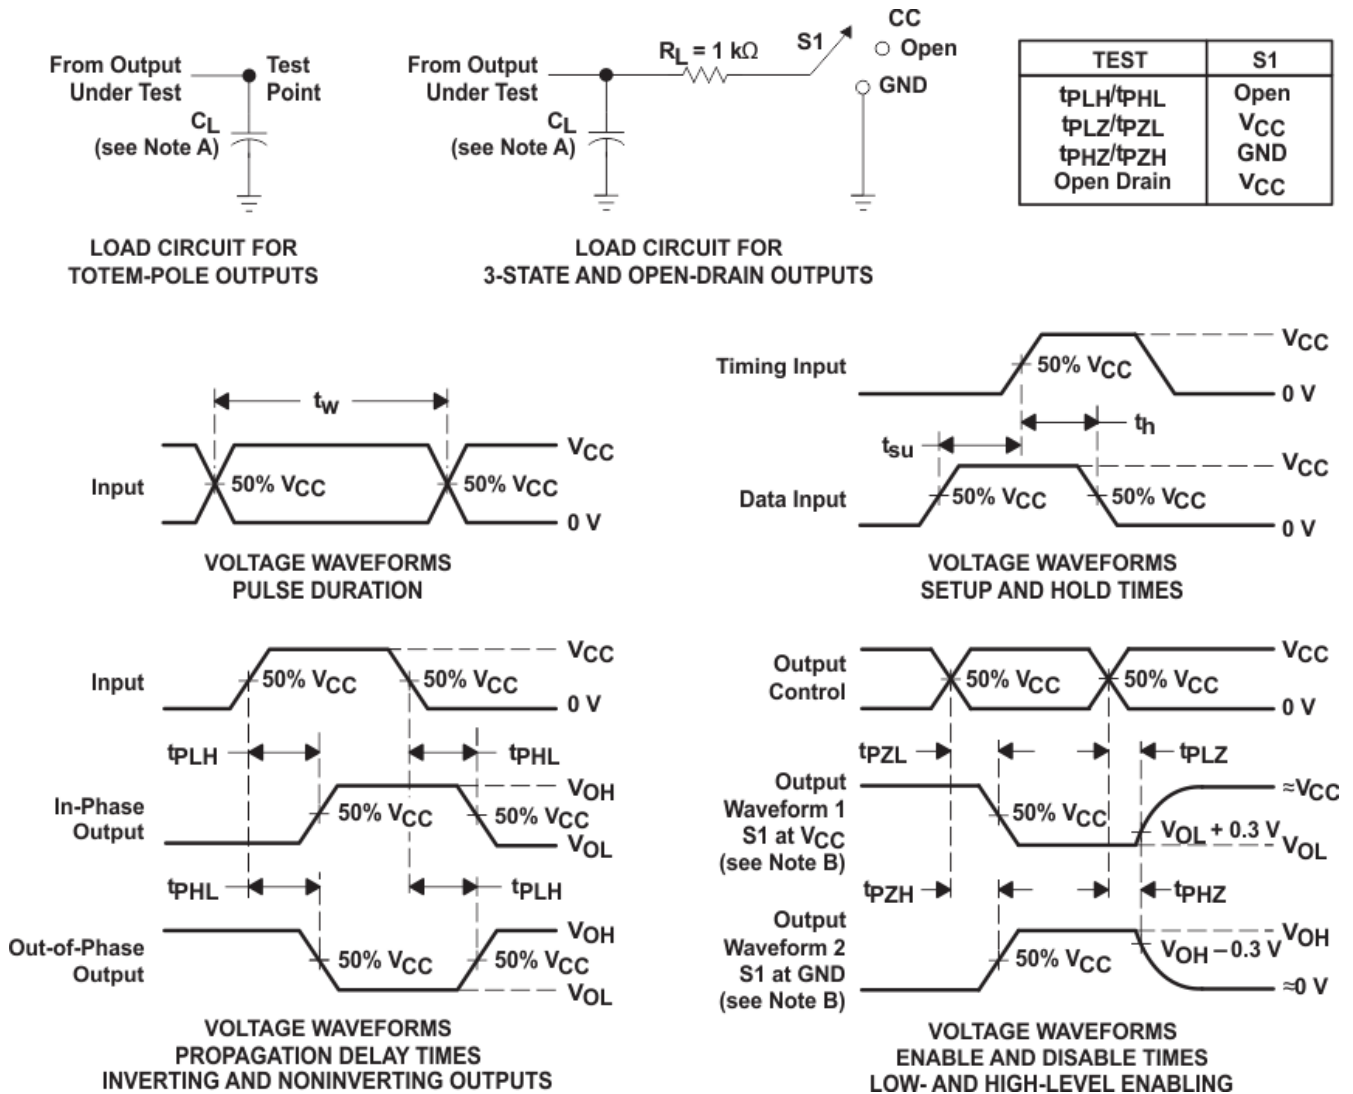 From Output
Under Test
Test
Point
CL
(see Note A)
LOAD CIRCUIT FOR
TOTEM-POLE OUTPUTS
From Output
Under Test
RL = 1 kΩ
S1
CC
Open
GND
CL
(see Note A)
LOAD CIRCUIT FOR
3-STATE AND OPEN-DRAIN OUTPUTS
TEST S1
tPLH/tPHL Open
tPLZ/tPZL VCC
tPHZ/tPZH GND
Open Drain VCC
tw
Input
50% VCC
50% VCC
VCC
0 V
VOLTAGE WAVEFORMS
PULSE DURATION
Timing Input
50% VCC
VCC
0 V
th
tsu
Data Input
50% VCC
50% VCC
VCC
0 V
VOLTAGE WAVEFORMS
SETUP AND HOLD TIMES
Input
50% VCC
50% VCC
VCC
0 V
tPLH
tPHL
In-Phase
Output
50% VCC
50% VCC
VOH
VOL
tPHL
tPLH
Out-of-Phase
Output
50% VCC
50% VCC
VOH
VOL
VOLTAGE WAVEFORMS
PROPAGATION DELAY TIMES
INVERTING AND NONINVERTING OUTPUTS
Output
Control
50% VCC
50% VCC
VCC
0 V
tPZL
tPLZ
Output
Waveform 1
S1 at VCC
(see Note B)
50% VCC
VOL + 0.3 V
≈VCC
VOL
tPZH
tPHZ
Output
Waveform 2
S1 at GND
(see Note B)
50% VCC
VOH – 0.3 V
VOH
≈0 V
VOLTAGE WAVEFORMS
ENABLE AND DISABLE TIMES
LOW- AND HIGH-LEVEL ENABLING